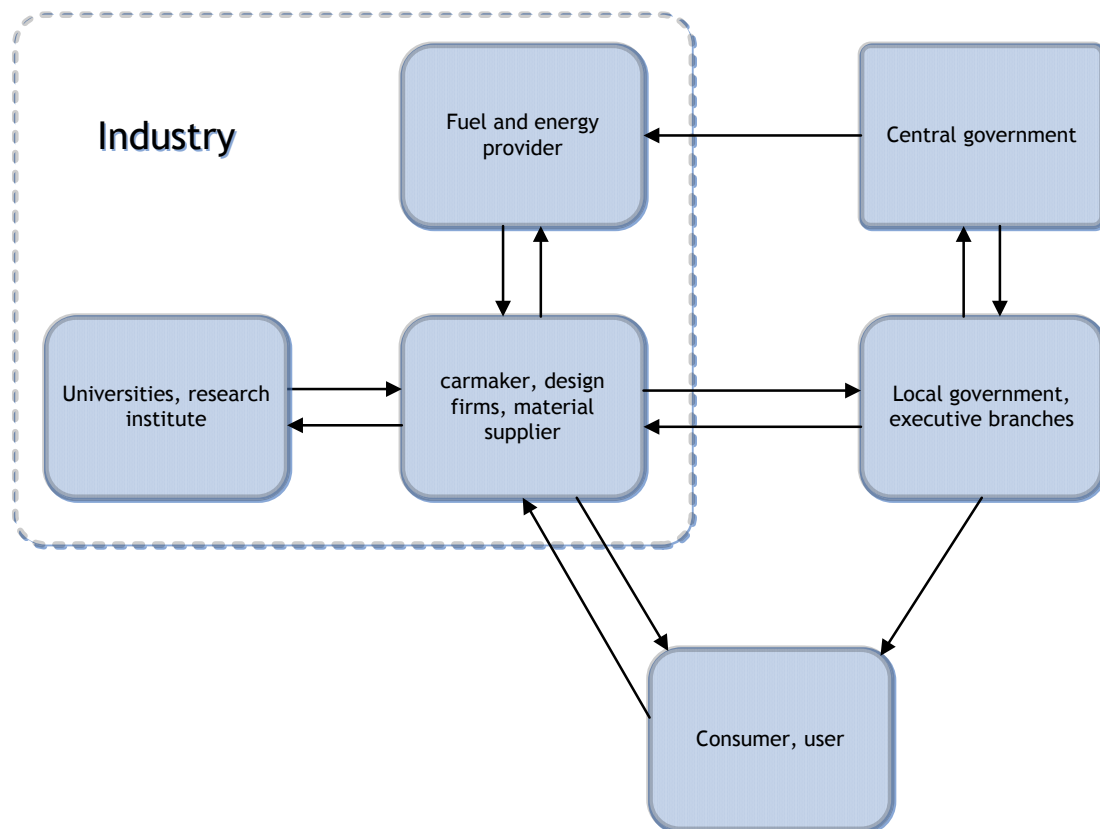 Industry
Fuel and energy
provider
Central government
Universities, research
institute
carmaker, design
firms, material
supplier
Local government,
executive branches
Consumer, user